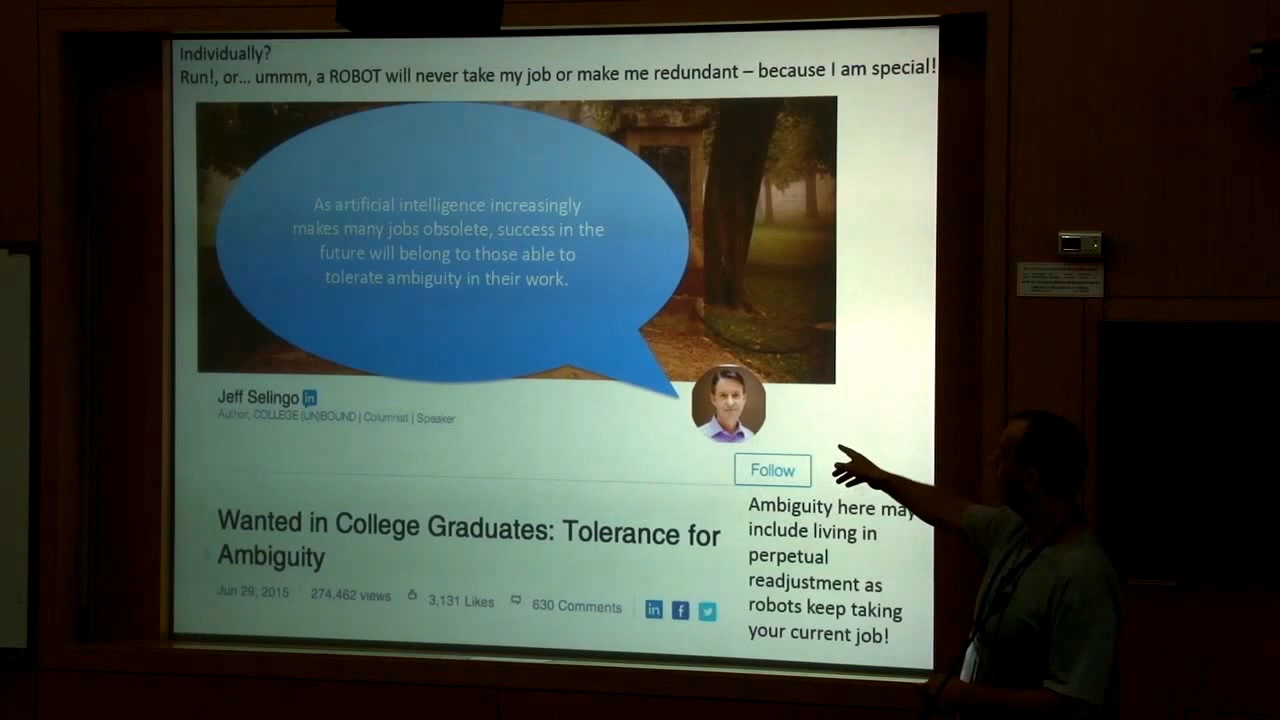 Individually?
Run!, or... ummm, a ROBOT will never take my job or make me redundant – because I am special!
As artificial intelligence increasingly
makes many jobs obsolete, success in the
future will belong to those able to
tolerate ambiguity in their work.
Jeff Selingo in
Author, COLLEGE (UN)BOUND | Columnist | Speaker
Follow
Wanted in College Graduates: Tolerance for
Ambiguity
Jun 29, 2015 274,462 views 3,131 Likes 630 Comments in f
Ambiguity here may
include living in
perpetual
readjustment as
robots keep taking
your current job!